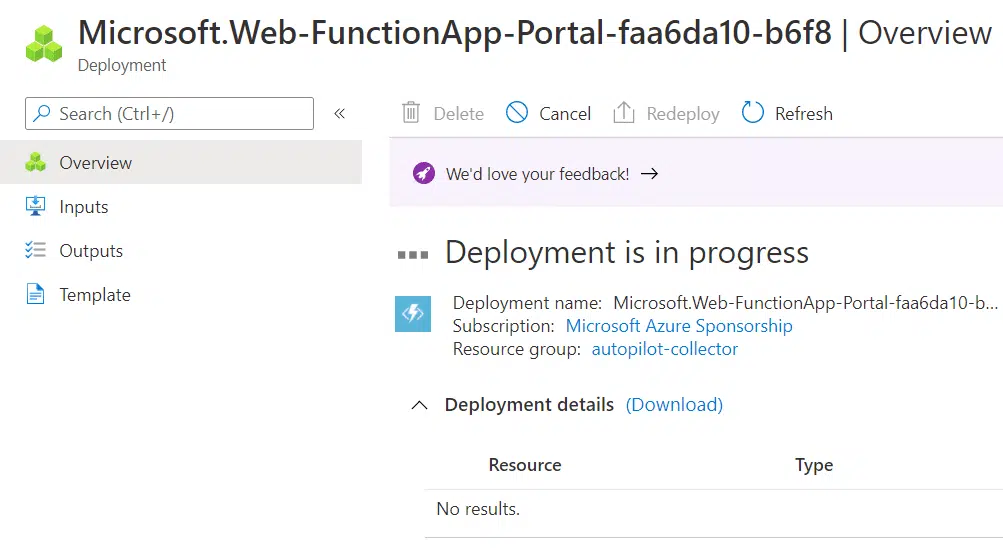 Microsoft.Web-FunctionApp-Portal-faa6da10-b6f8 | Overview
Deployment
Search (Ctrl+/)
«
Delete Cancel Redeploy Refresh
Overview
Inputs
Outputs
Template
We'd love your feedback! →
Deployment is in progress
Deployment name: Microsoft.Web-FunctionApp-Portal-faa6da10-b...
Subscription: Microsoft Azure Sponsorship
Resource group: autopilot-collector
Deployment details (Download)
Resource Type
No results.